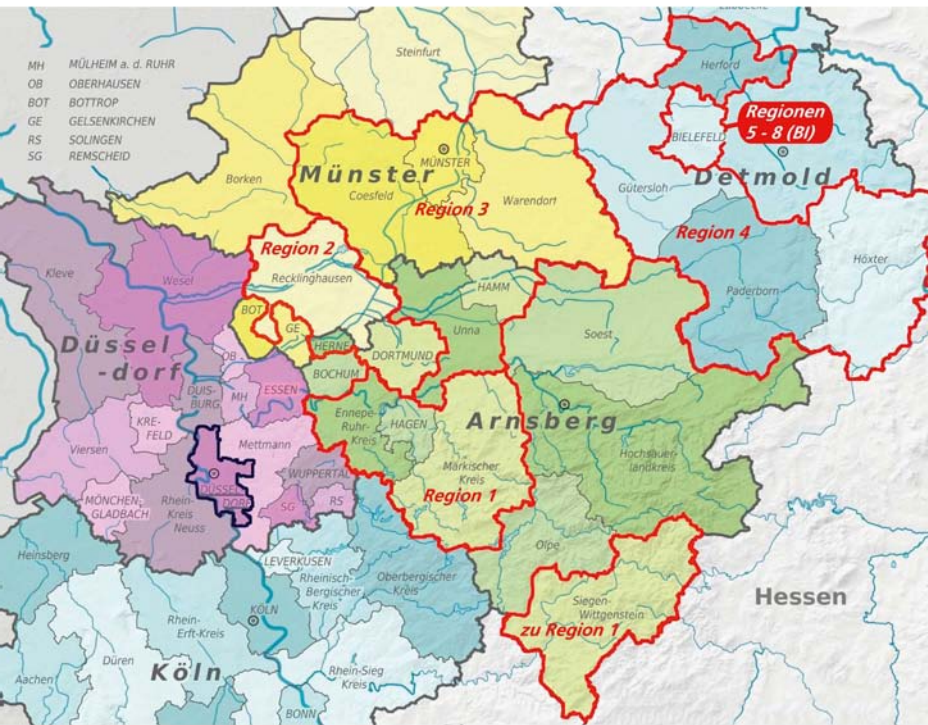 MH MÜLHEIM a. d. RUHR
OB OBERHAUSEN
BOT BOTTROP
GE GELSENKIRCHEN
RS SOLINGEN
SG REMSCHEID
Steinfurt
Herford
Regionen
5 - 8 (BI)
BIELEFELD
Borken
Münster
MÜNSTER
Coesfeld
Region 3
Warendorf
Gütersloh
Detmold
Region 4
Höxter
Paderborn
Region 2
Recklinghausen
Kleve
Wesel
HAMM
BOT
GE
HERNE
Unna
Soest
DORTMUND
BOCHUM
Düssel
-dorf
OB
DUIS-
BURG
MH
ESSEN
Ennepe-
Ruhr-
Kreis
HAGEN
Arnsberg
KRE-
FELD
Viersen
Mettmann
Märkischer
Kreis
Region 1
Hochsauer-
landkreis
WUPPERTAL
DÜSSEL
DORF
MÖNCHEN-
GLADBACH
Rhein-
Kreis
Neuss
SG
RS
Olpe
Heinsberg
LEVERKUSEN
Rheinisch-
Bergischer
Kreis
Oberbergischer
Kreis
KÖLN
Rhein-
Erft-Kreis
Siegen-
Wittgenstein
zu Region 1
Hessen
Düren
Köln
Aachen
Rhein-Sieg
Kreis
BONN